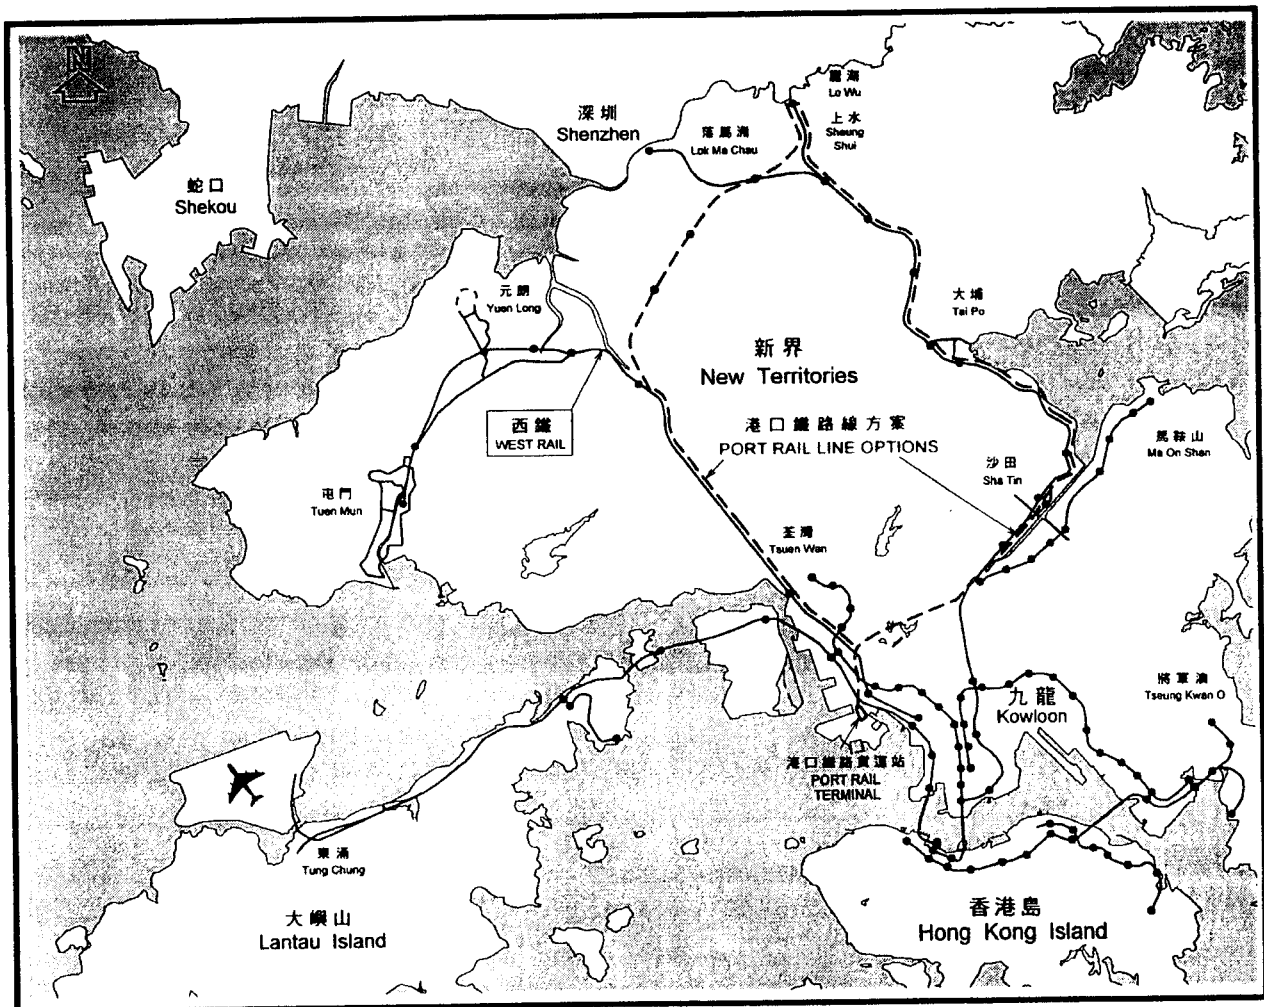 N
羅湖
Lo Wu
上水
Sheung
Shui
深圳
Shenzhen
落馬洲
Lok Ma Chau
蛇口
Shekou
元朗
Yuen Long
大埔
Tai Po
新界
New Territories
西鐵
WEST RAIL
港口鐵路線方案
PORT RAIL LINE OPTIONS
馬鞍山
Ma On Shan
沙田
Sha Tin
屯門
Tuen Mun
荃灣
Tsuen Wan
將軍澳
Tseung Kwan O
九龍
Kowloon
港口鐵路貨運站
PORT RAIL
TERMINAL
東涌
Tung Chung
大嶼山
Lantau Island
香港島
Hong Kong Island